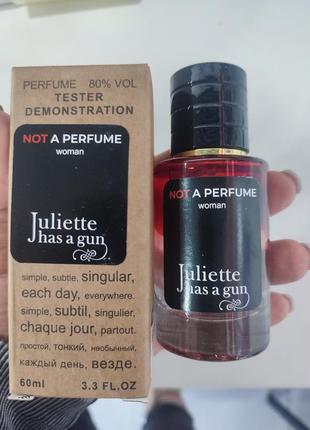 PERFUME 80% VOL
TESTER
DEMONSTRATION
NOT A PERFUME
woman
Juliette
has a gun
simple, subtle, singular,
each day, everywhere.
simple, subtil, singulier,
chaque jour, partout.
простой, тонкий, необычный,
каждый день, везде.
60ml 3.3 FL.OZ
NOT A PERFUME
woman
Juliette
has a gun